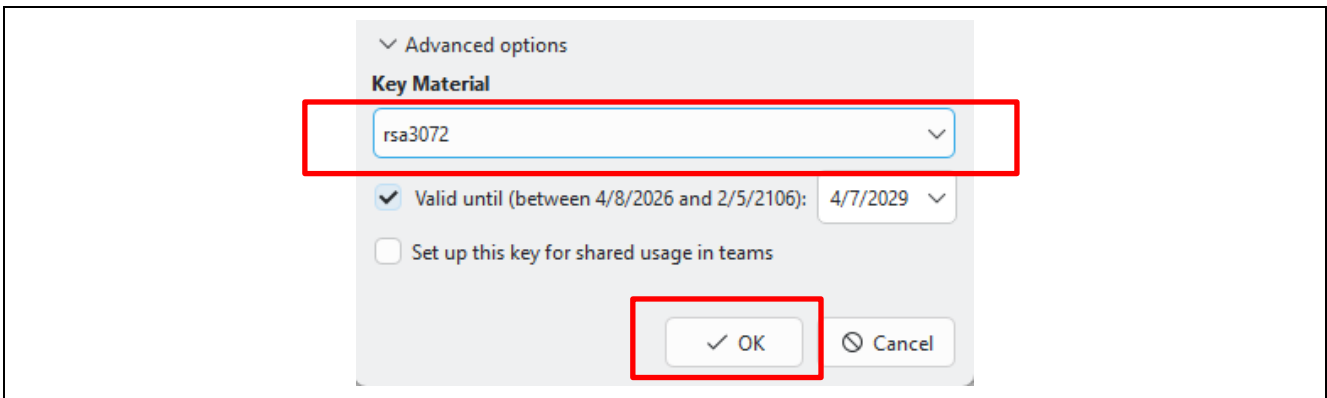 Advanced options
Key Material
rsa3072
Valid until (between 4/8/2026 and 2/5/2106): 4/7/2029
Set up this key for shared usage in teams
OK Cancel